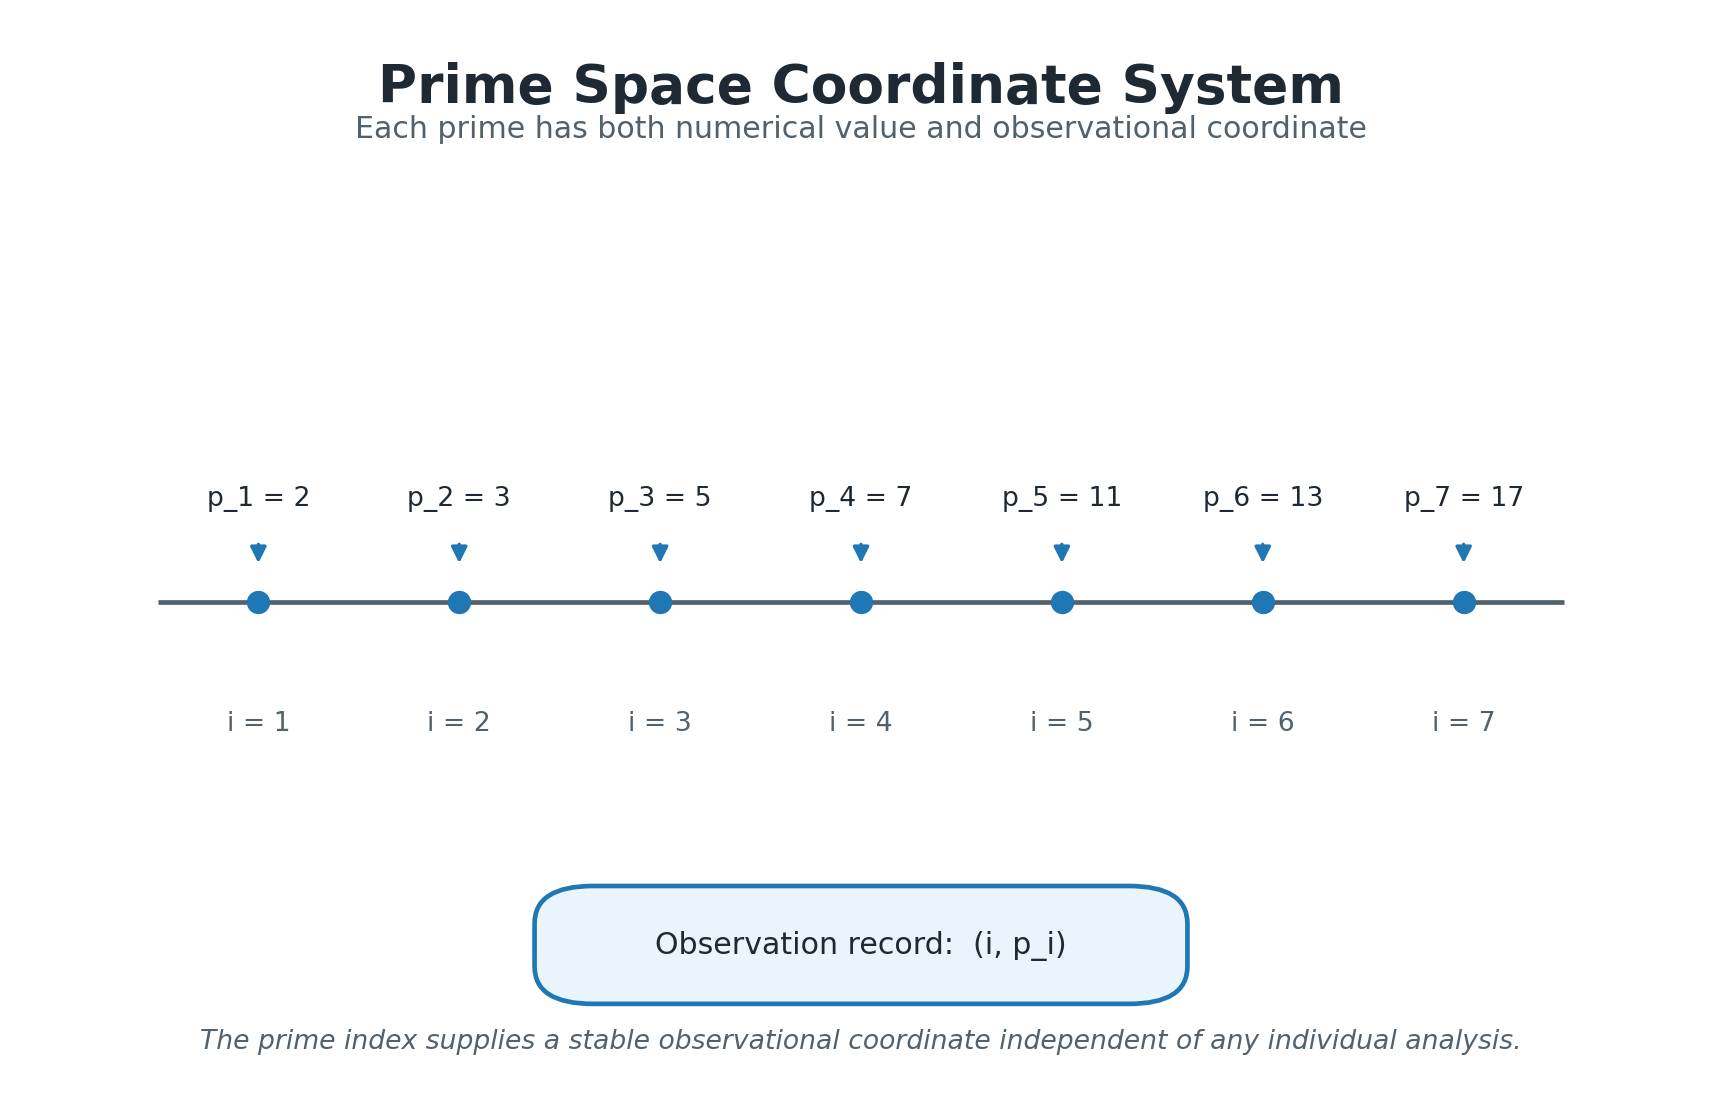 Prime Space Coordinate System
Each prime has both numerical value and observational coordinate
p_1 = 2 p_2 = 3 p_3 = 5 p_4 = 7 p_5 = 11 p_6 = 13 p_7 = 17
i = 1 i = 2 i = 3 i = 4 i = 5 i = 6 i = 7
Observation record:  (i, p_i)
The prime index supplies a stable observational coordinate independent of any individual analysis.